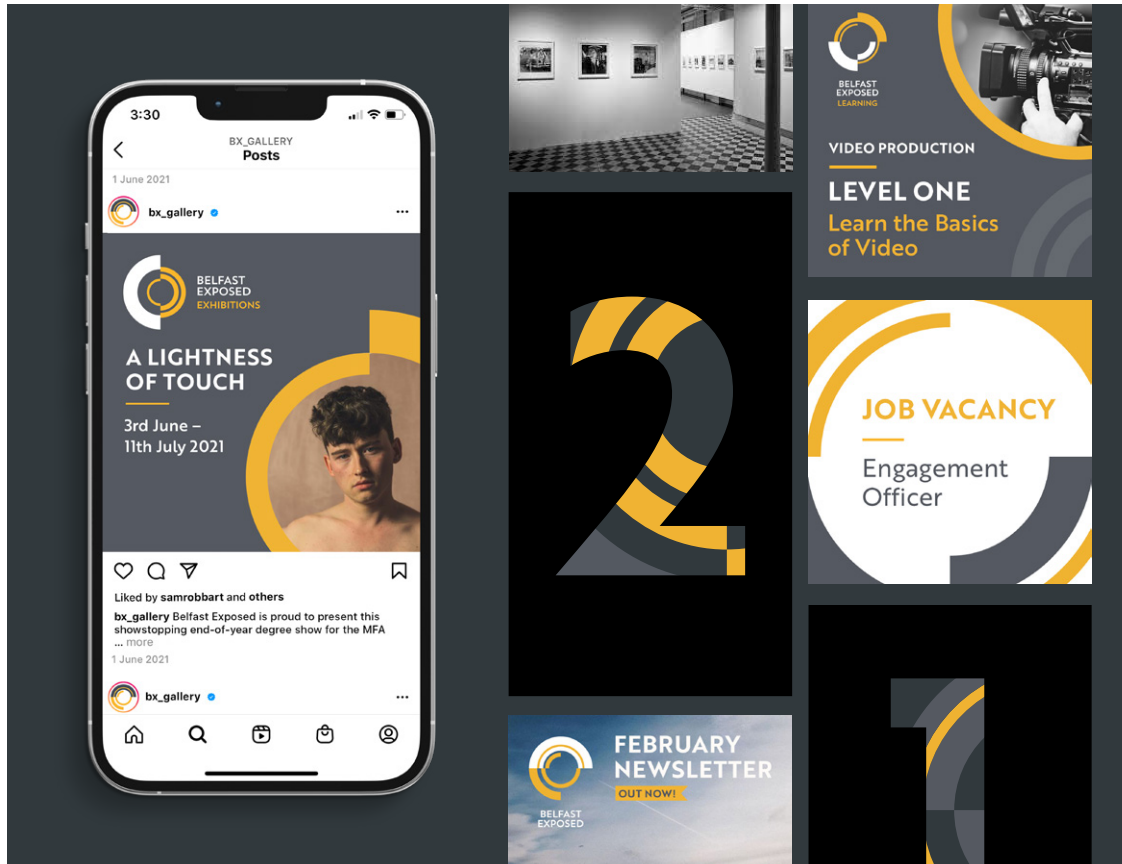 3:30
BX_GALLERY
Posts
1 June 2021
bx_gallery
BELFAST
EXPOSED
EXHIBITIONS
A LIGHTNESS
OF TOUCH
3rd June –
11th July 2021
Liked by samrobbart and others
bx_gallery Belfast Exposed is proud to present this
showstopping end-of-year degree show for the MFA
... more
1 June 2021
bx_gallery
2
FEBRUARY
NEWSLETTER
OUT NOW!
BELFAST
EXPOSED
BELFAST
EXPOSED
LEARNING
VIDEO PRODUCTION
LEVEL ONE
Learn the Basics
of Video
JOB VACANCY
Engagement
Officer
1